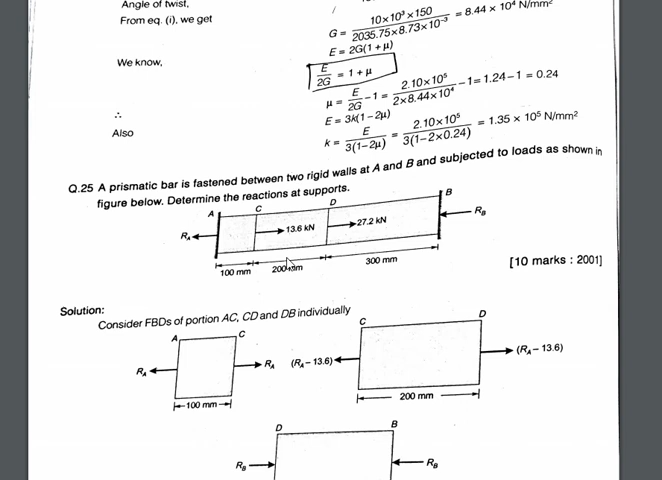 Angle of twist,
From eq. (i), we get
G = 10×10³×150 / 2035.75×8.73×10⁻³ = 8.44 × 10⁴ N/mm²
E = 2G(1 + μ)
We know,
E/2G = 1 + μ
μ = E/2G − 1 = 2.10×10⁵ / 2×8.44×10⁴ − 1 = 1.24 − 1 = 0.24
∴ E = 3k(1 − 2μ)
Also
k = E / 3(1−2μ) = 2.10×10⁵ / 3(1−2×0.24) = 1.35 × 10⁵ N/mm²
Q.25 A prismatic bar is fastened between two rigid walls at A and B and subjected to loads as shown in
figure below. Determine the reactions at supports.
A C D B
R_A 13.6 kN 27.2 kN R_B
100 mm 200 mm 300 mm
[10 marks : 2001]
Solution:
Consider FBDs of portion AC, CD and DB individually
A C C D
R_A R_A (R_A – 13.6) (R_A – 13.6)
100 mm 200 mm
D B
R_B R_B